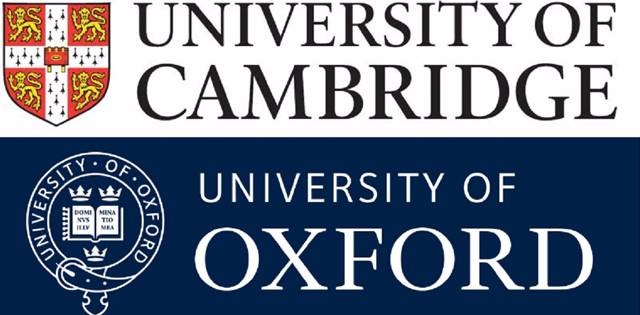 UNIVERSITY OF
CAMBRIDGE
UNIVERSITY · OF · OXFORD
DOMI MINA
NVS TIO
ILLV MEA
UNIVERSITY OF
OXFORD